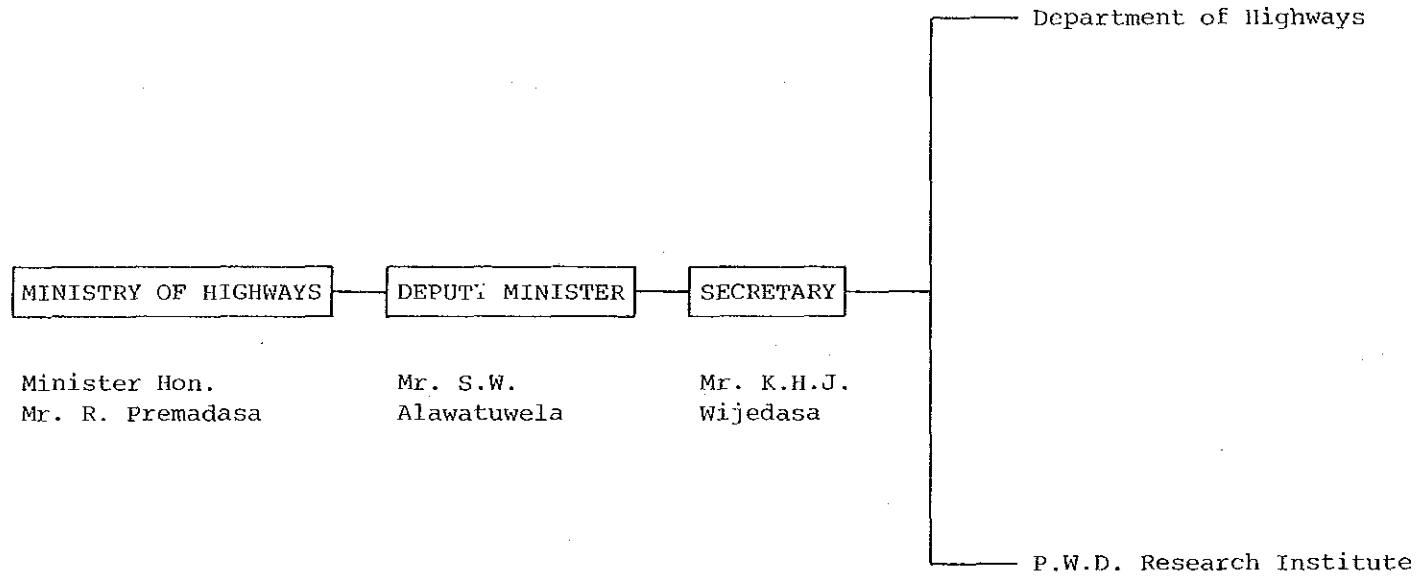 Department of Highways
MINISTRY OF HIGHWAYS
DEPUTY MINISTER
SECRETARY
Minister Hon.
Mr. R. Premadasa
Mr. S.W.
Alawatuwela
Mr. K.H.J.
Wijedasa
P.W.D. Research Institute